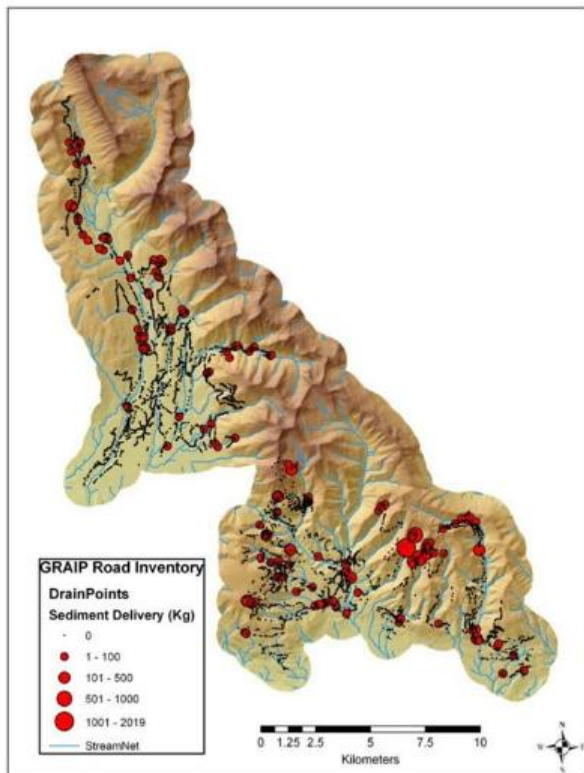 GRAIP Road Inventory
DrainPoints
Sediment Delivery (Kg)
0
1 - 100
101 - 500
501 - 1000
1001 - 2019
StreamNet
0 1.25 2.5 5 7.5 10
Kilometers
N
W
S